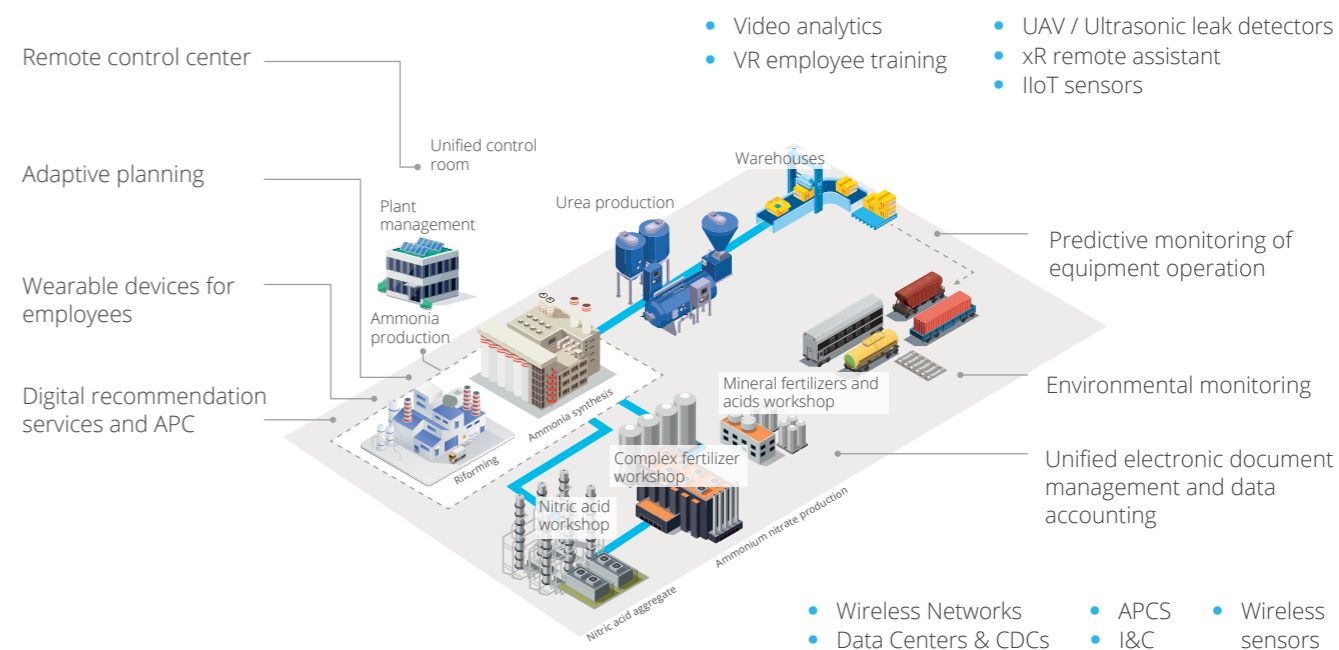 Video analytics
VR employee training
UAV / Ultrasonic leak detectors
xR remote assistant
IIoT sensors
Remote control center
Unified control
room
Adaptive planning
Plant
management
Wearable devices for
employees
Ammonia
production
Digital recommendation
services and APC
Urea production
Warehouses
Predictive monitoring of
equipment operation
Environmental monitoring
Mineral fertilizers and
acids workshop
Ammonia synthesis
Riforming
Complex fertilizer
workshop
Nitric acid
workshop
Unified electronic document
management and data
accounting
Ammonium nitrate production
Nitric acid aggregate
Wireless Networks
Data Centers & CDCs
APCS
I&C
Wireless
sensors